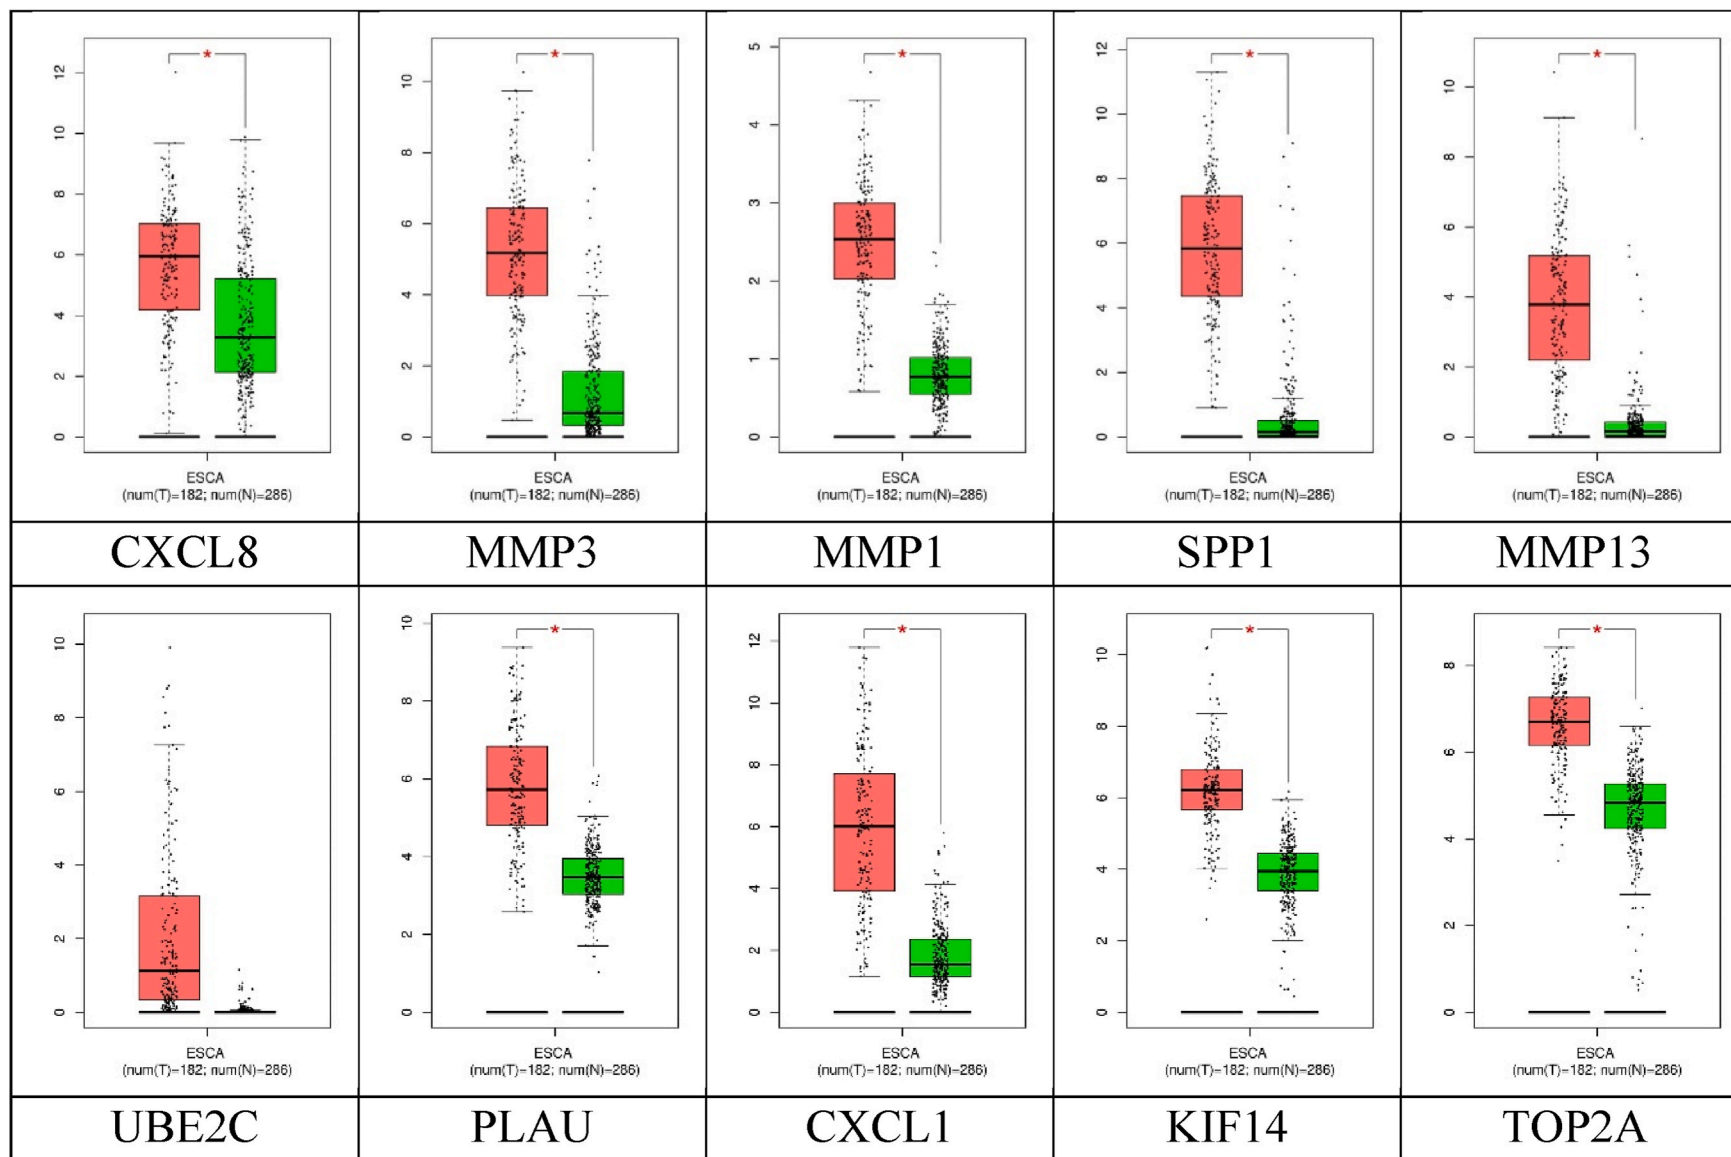 *
*
*
*
*
0 2 4 6 8 10 12
0 2 4 6 8 10
0 1 2 3 4 5
0 2 4 6 8 10 12
0 2 4 6 8 10
ESCA
(num(T)=182; num(N)=286)
ESCA
(num(T)=182; num(N)=286)
ESCA
(num(T)=182; num(N)=286)
ESCA
(num(T)=182; num(N)=286)
ESCA
(num(T)=182; num(N)=286)
CXCL8
MMP3
MMP1
SPP1
MMP13
*
*
*
*
0 2 4 6 8 10
0 2 4 6 8 10
0 2 4 6 8 10 12
0 2 4 6 8 10
0 2 4 6 8
ESCA
(num(T)=182; num(N)=286)
ESCA
(num(T)=182; num(N)=286)
ESCA
(num(T)=182; num(N)=286)
ESCA
(num(T)=182; num(N)=286)
ESCA
(num(T)=182; num(N)=286)
UBE2C
PLAU
CXCL1
KIF14
TOP2A